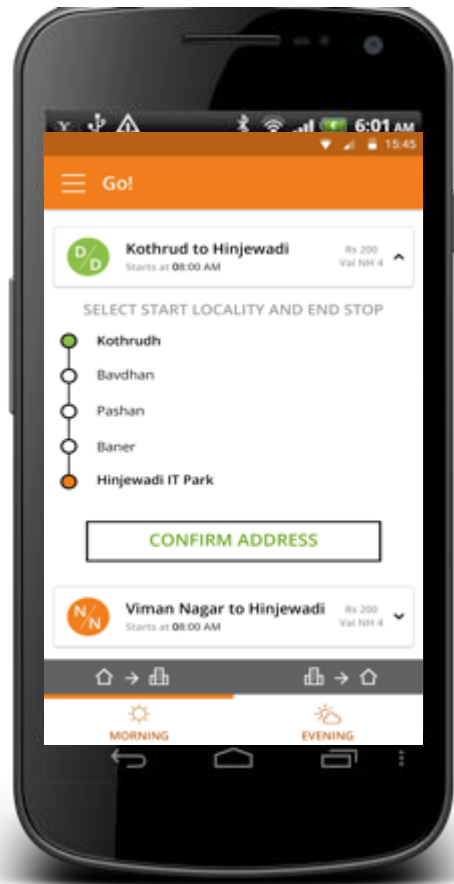 6:01 AM
15:45
Go!
D/D
Kothrud to Hinjewadi
Rs 200
Starts at 08:00 AM
Vai NH 4
SELECT START LOCALITY AND END STOP
Kothrudh
Bavdhan
Pashan
Baner
Hinjewadi IT Park
CONFIRM ADDRESS
N/N
Viman Nagar to Hinjewadi
Rs 200
Starts at 08:00 AM
Vai NH 4
MORNING
EVENING